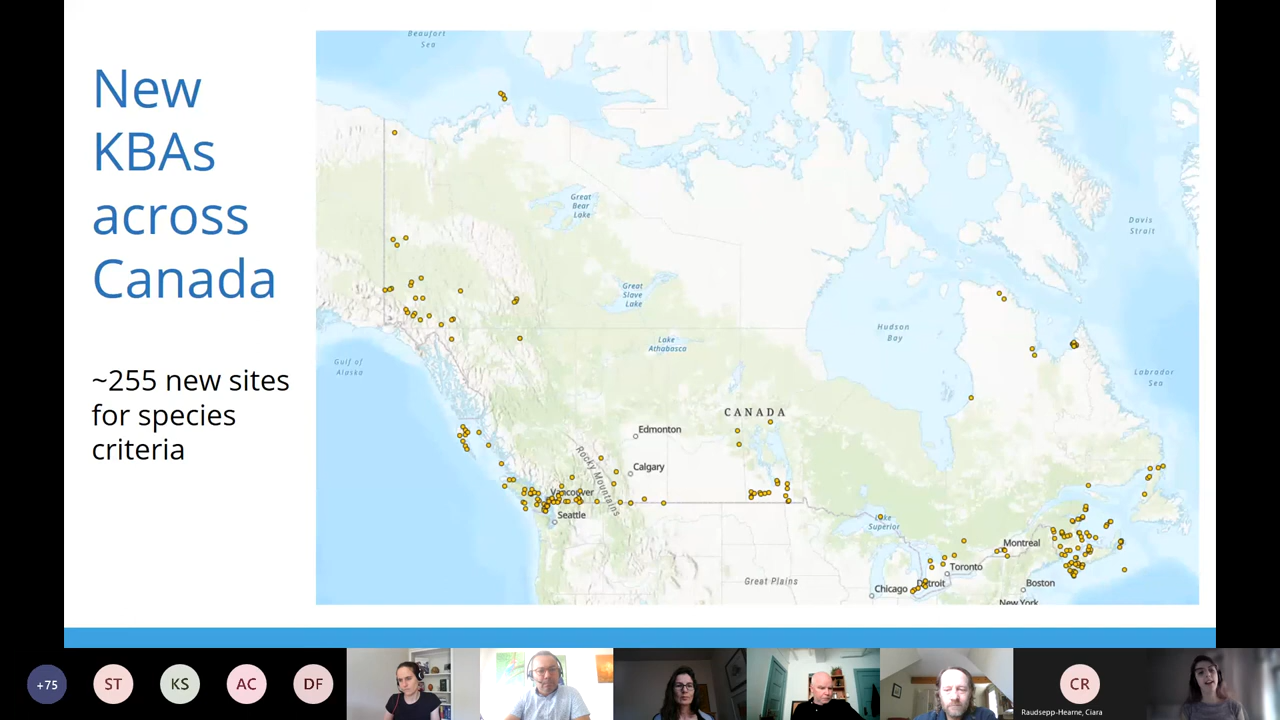 New
KBAs
across
Canada
~255 new sites
for species
criteria
Beaufort
Sea
Great
Bear
Lake
Davis
Strait
Great
Slave
Lake
Hudson
Bay
Lake
Athabasca
Gulf of
Alaska
Labrador
Sea
CANADA
Edmonton
Calgary
Rocky Mountains
Vancouver
Seattle
Lake
Superior
Montreal
Toronto
Great Plains
Chicago
Detroit
Boston
New York
+75
ST
KS
AC
DF
CR
Raudsepp-Hearne, Ciara